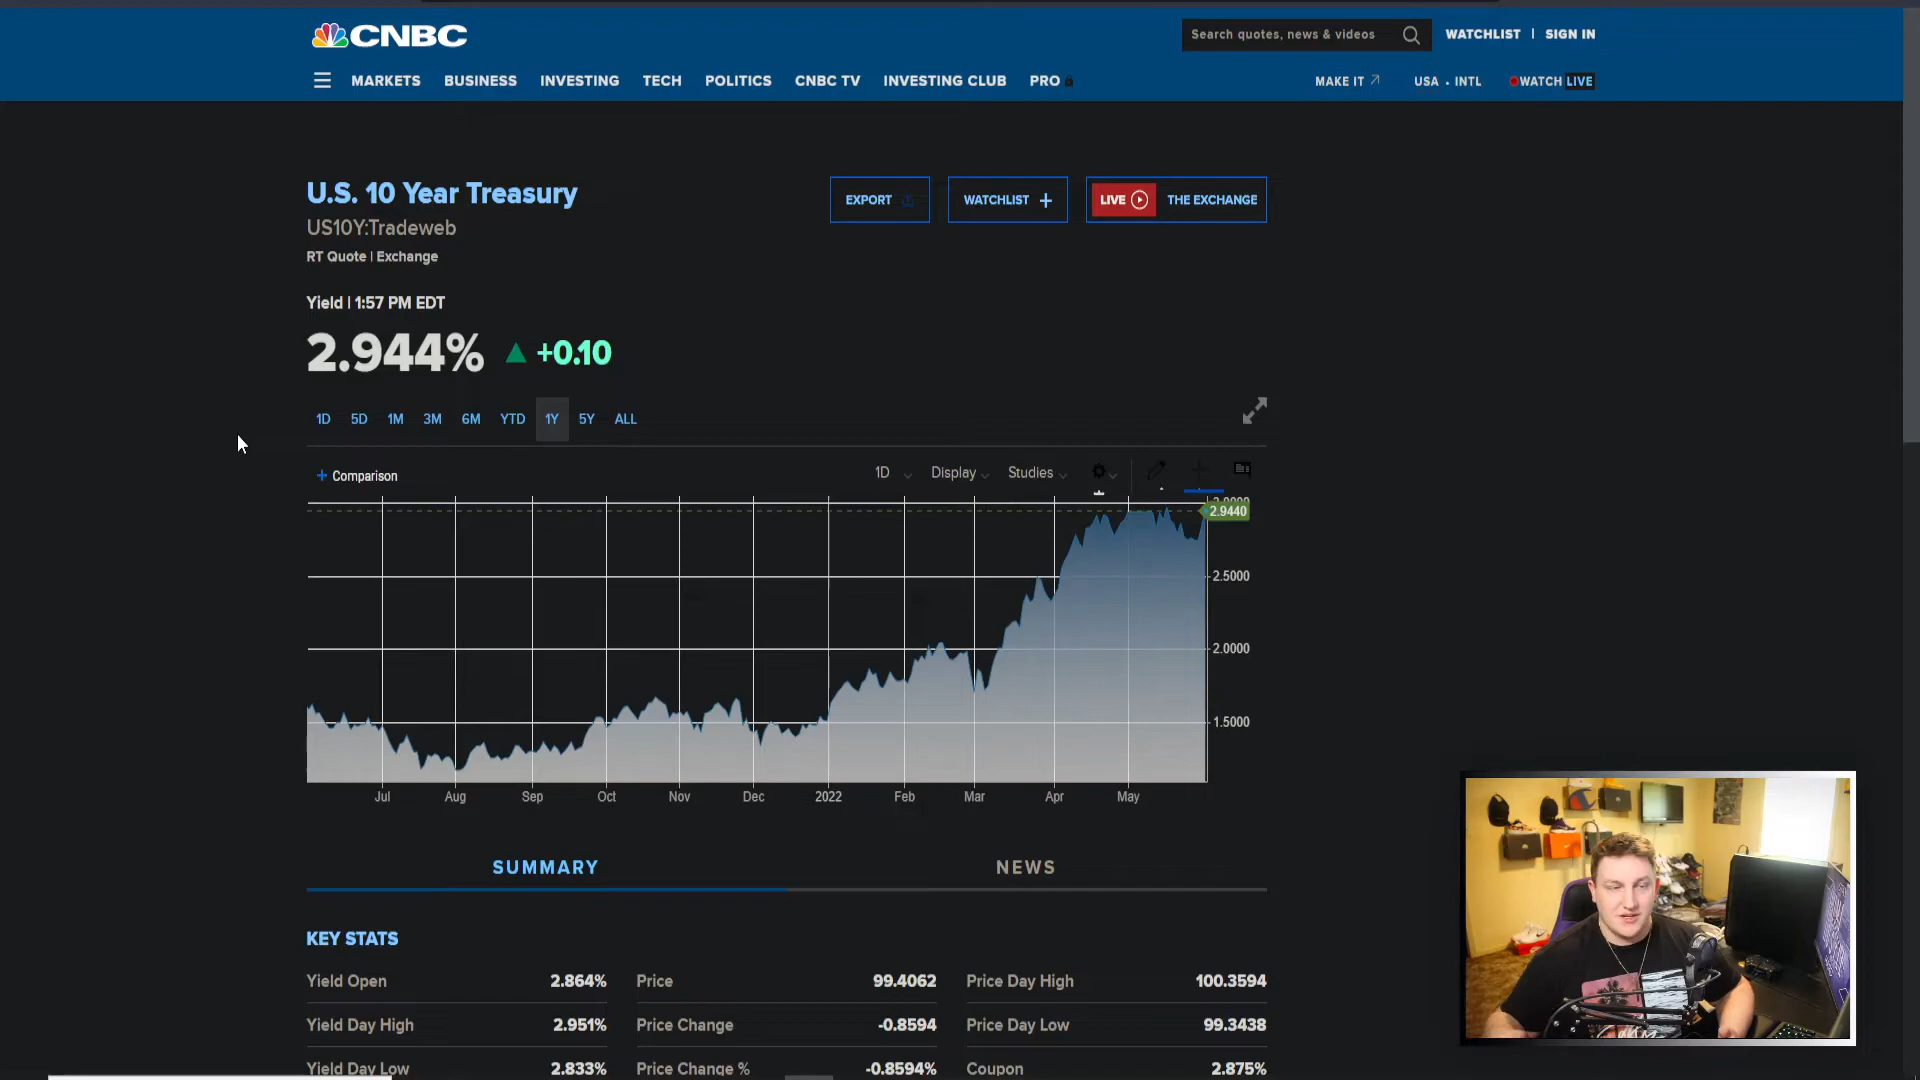 CNBC
Search quotes, news & videos
WATCHLIST | SIGN IN
MARKETS BUSINESS INVESTING TECH POLITICS CNBC TV INVESTING CLUB PRO
MAKE IT USA • INTL WATCH LIVE
U.S. 10 Year Treasury
EXPORT
WATCHLIST +
LIVE THE EXCHANGE
US10Y:Tradeweb
RT Quote | Exchange
Yield | 1:57 PM EDT
2.944% ▲ +0.10
1D 5D 1M 3M 6M YTD 1Y 5Y ALL
+ Comparison
1D Display Studies
3.0000
2.9440
2.5000
2.0000
1.5000
Jul Aug Sep Oct Nov Dec 2022 Feb Mar Apr May
SUMMARY NEWS
KEY STATS
Yield Open 2.864% Price 99.4062 Price Day High 100.3594
Yield Day High 2.951% Price Change -0.8594 Price Day Low 99.3438
Yield Day Low 2.833% Price Change % -0.8594% Coupon 2.875%